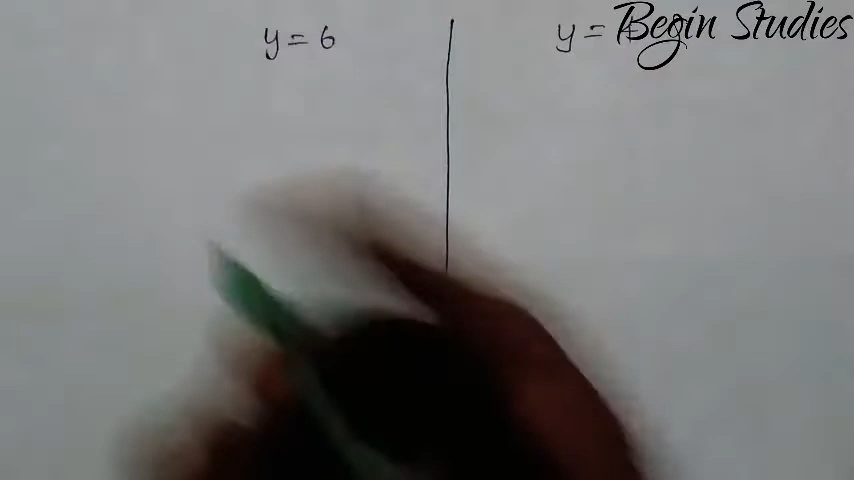 y = 6
y =
Begin Studies